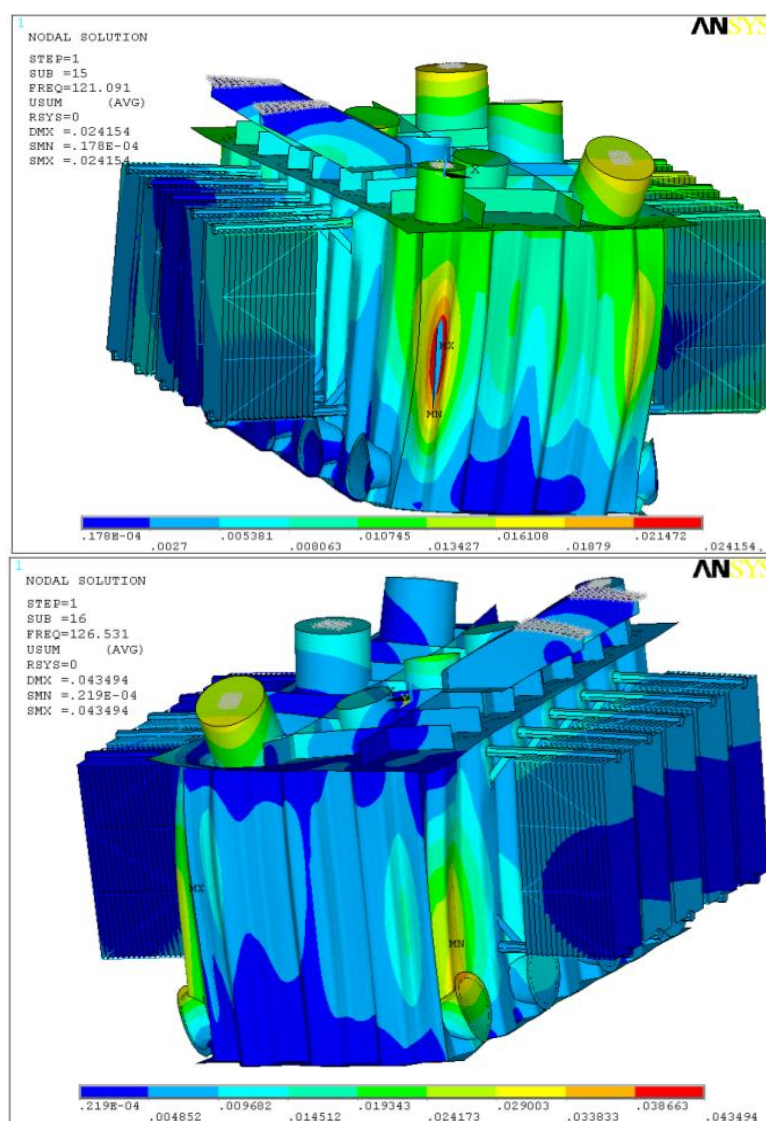 1
ANSYS
NODAL SOLUTION
STEP=1
SUB =15
FREQ=121.091
USUM (AVG)
RSYS=0
DMX =.024154
SMN =.178E-04
SMX =.024154
X
MX
MN
.178E-04 .005381 .010745 .016108 .021472
.0027 .008063 .013427 .01879 .024154,
1
ANSYS
NODAL SOLUTION
STEP=1
SUB =16
FREQ=126.531
USUM (AVG)
RSYS=0
DMX =.043494
SMN =.219E-04
SMX =.043494
MX
MN
.219E-04 .009682 .019343 .029003 .038663
.004852 .014512 .024173 .033833 .043494